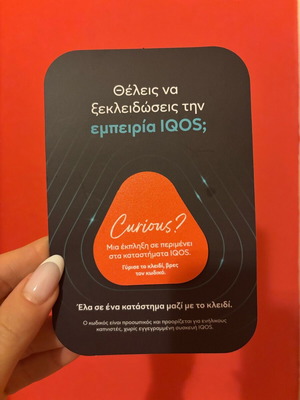 Θέλεις να
ξεκλειδώσεις την
εμπειρία IQOS;
Curious?
Μια έκπληξη σε περιμένει
στα καταστήματα IQOS.
Γύρισε το κλειδί, βρες
τον κωδικό.
Έλα σε ένα κατάστημα μαζί με το κλειδί.
Ο κωδικός είναι προσωπικός και προορίζεται για ενήλικους
καπνιστές, χωρίς εγγεγραμμένη συσκευή IQOS.